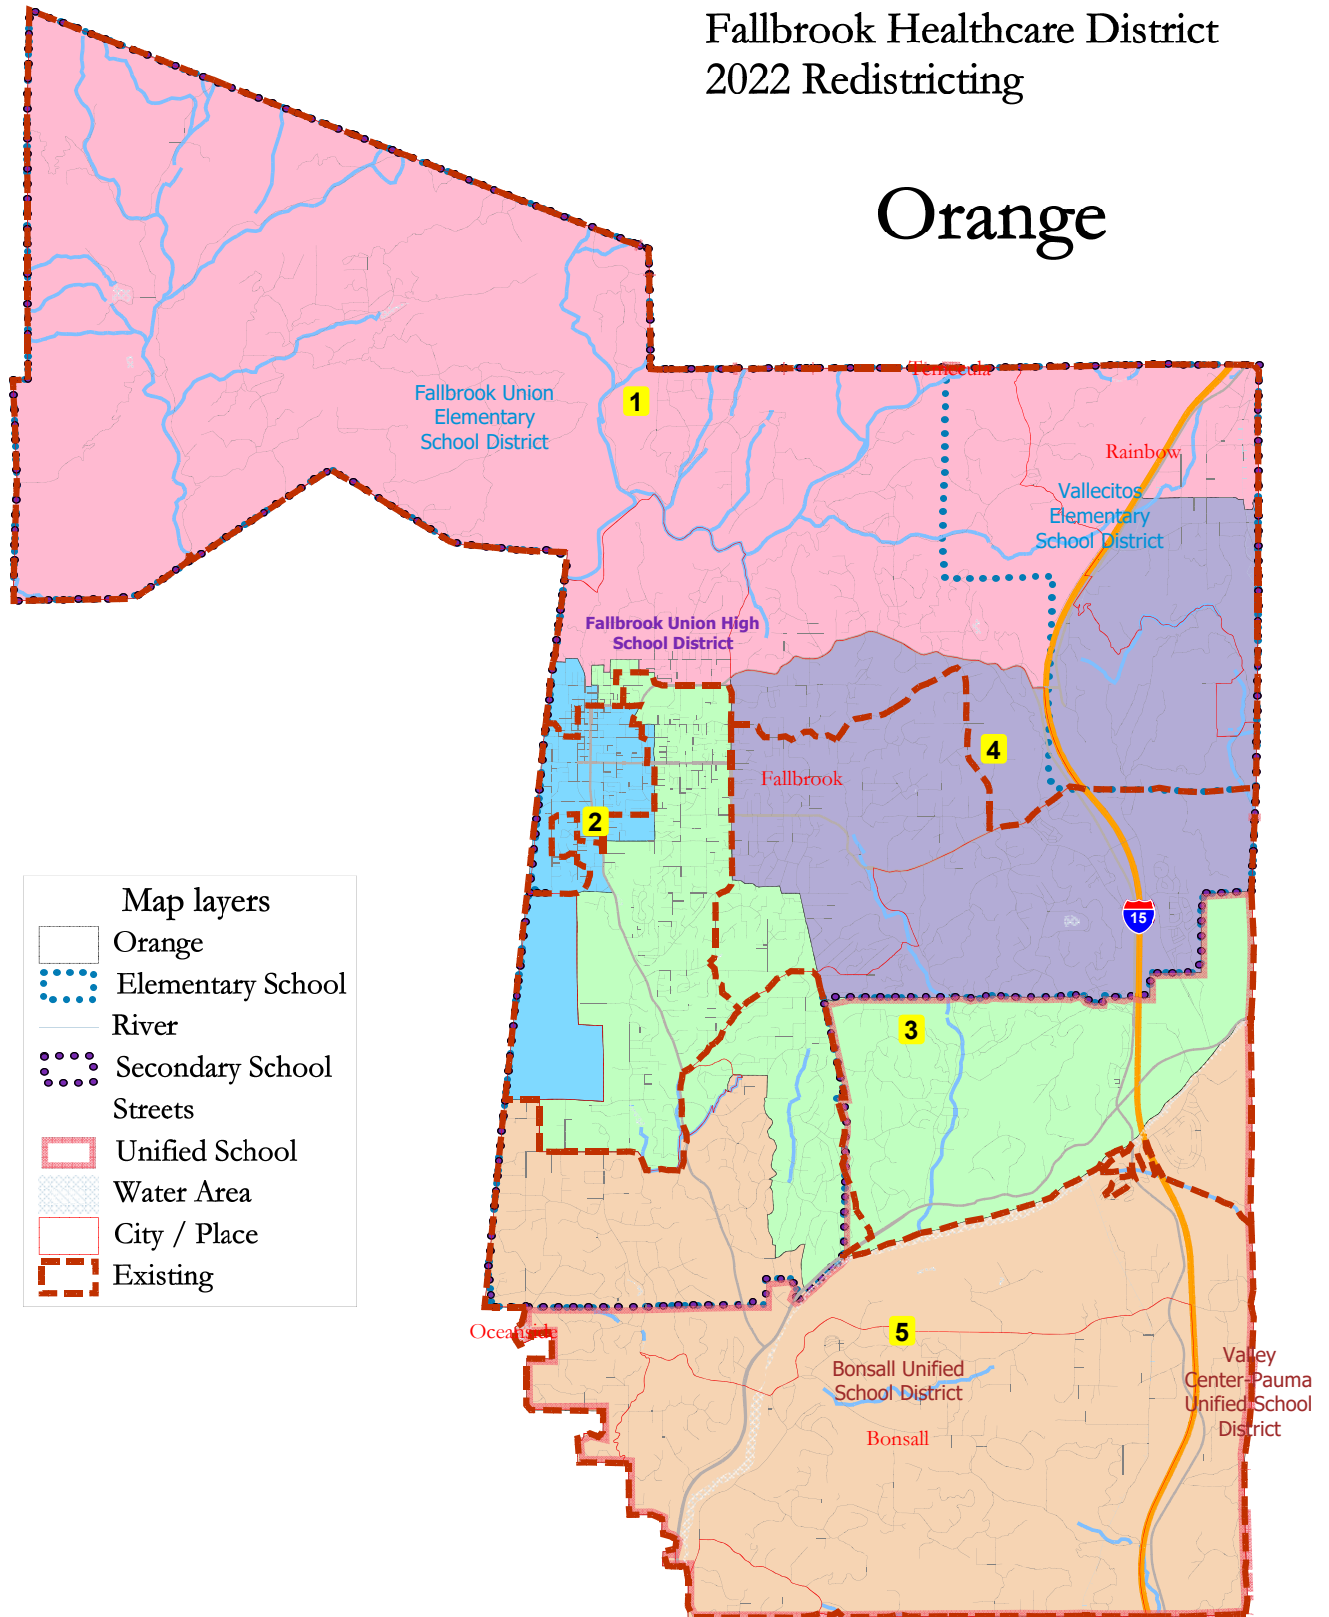 Fallbrook Healthcare District
2022 Redistricting
Orange
Temecula
Fallbrook Union
Elementary
School District
1
Rainbow
Vallecitos
Elementary
School District
Fallbrook Union High
School District
4
Fallbrook
2
15
3
Map layers
Orange
Elementary School
River
Secondary School
Streets
Unified School
Water Area
City / Place
Existing
Oceanside
5
Bonsall Unified
School District
Bonsall
Valley
Center-Pauma
Unified School
District